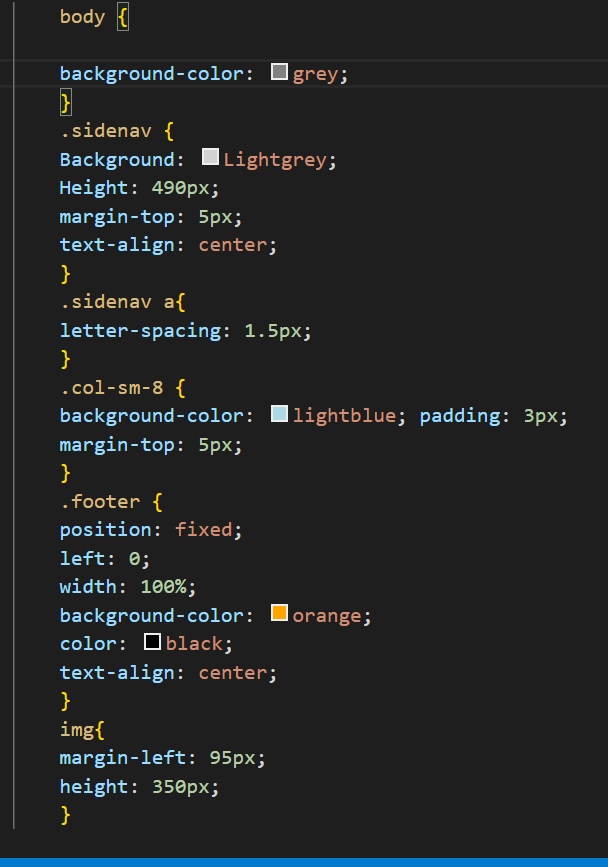 body {
background-color: grey;
}
.sidenav {
Background: Lightgrey;
Height: 490px;
margin-top: 5px;
text-align: center;
}
.sidenav a{
letter-spacing: 1.5px;
}
.col-sm-8 {
background-color: lightblue; padding: 3px;
margin-top: 5px;
}
.footer {
position: fixed;
left: 0;
width: 100%;
background-color: orange;
color: black;
text-align: center;
}
img{
margin-left: 95px;
height: 350px;
}